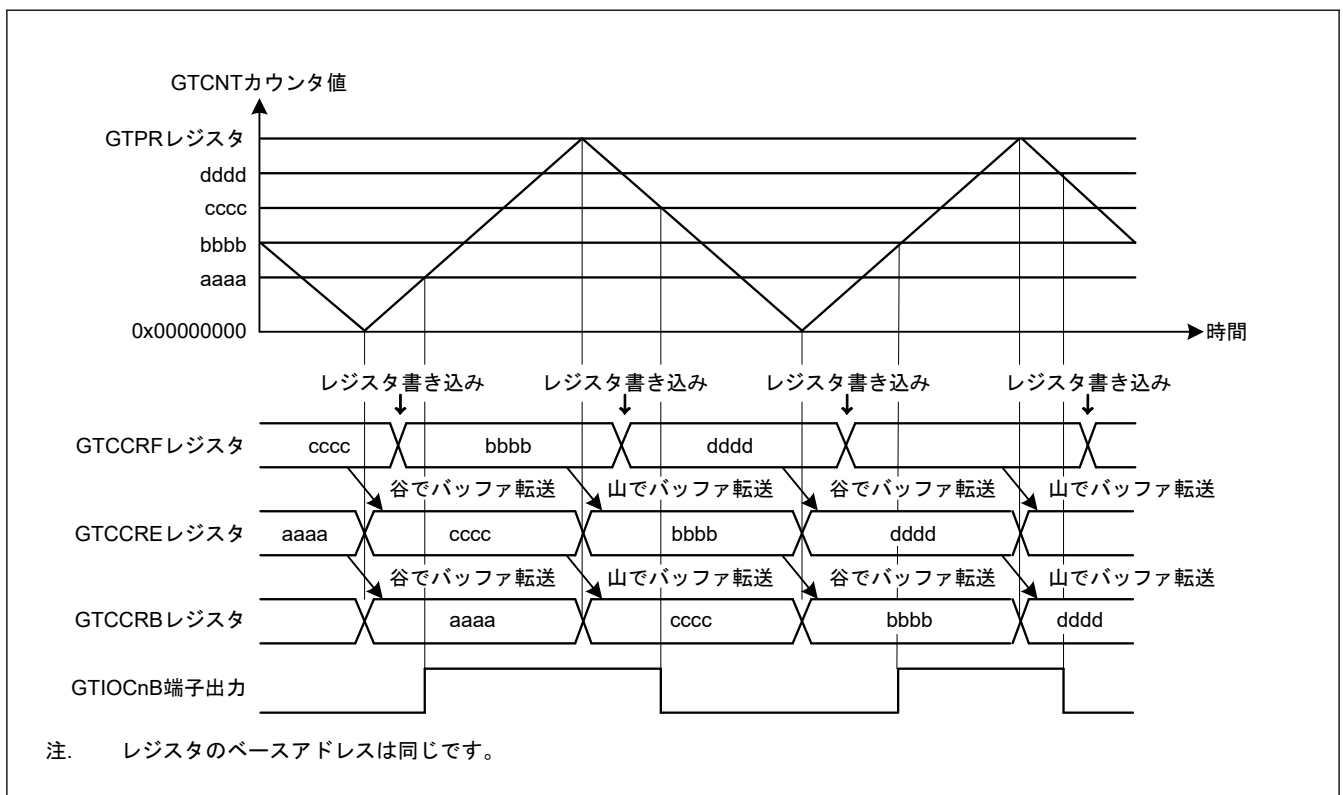 GTCNTカウンタ値
GTPRレジスタ
dddd
cccc
bbbb
aaaa
0x00000000
時間
レジスタ書き込み レジスタ書き込み レジスタ書き込み レジスタ書き込み
GTCCRFレジスタ cccc bbbb dddd
谷でバッファ転送 山でバッファ転送 谷でバッファ転送 山でバッファ転送
GTCCREレジスタ aaaa cccc bbbb dddd
谷でバッファ転送 山でバッファ転送 谷でバッファ転送 山でバッファ転送
GTCCRBレジスタ aaaa cccc bbbb dddd
GTIOCnB端子出力
注. レジスタのベースアドレスは同じです。